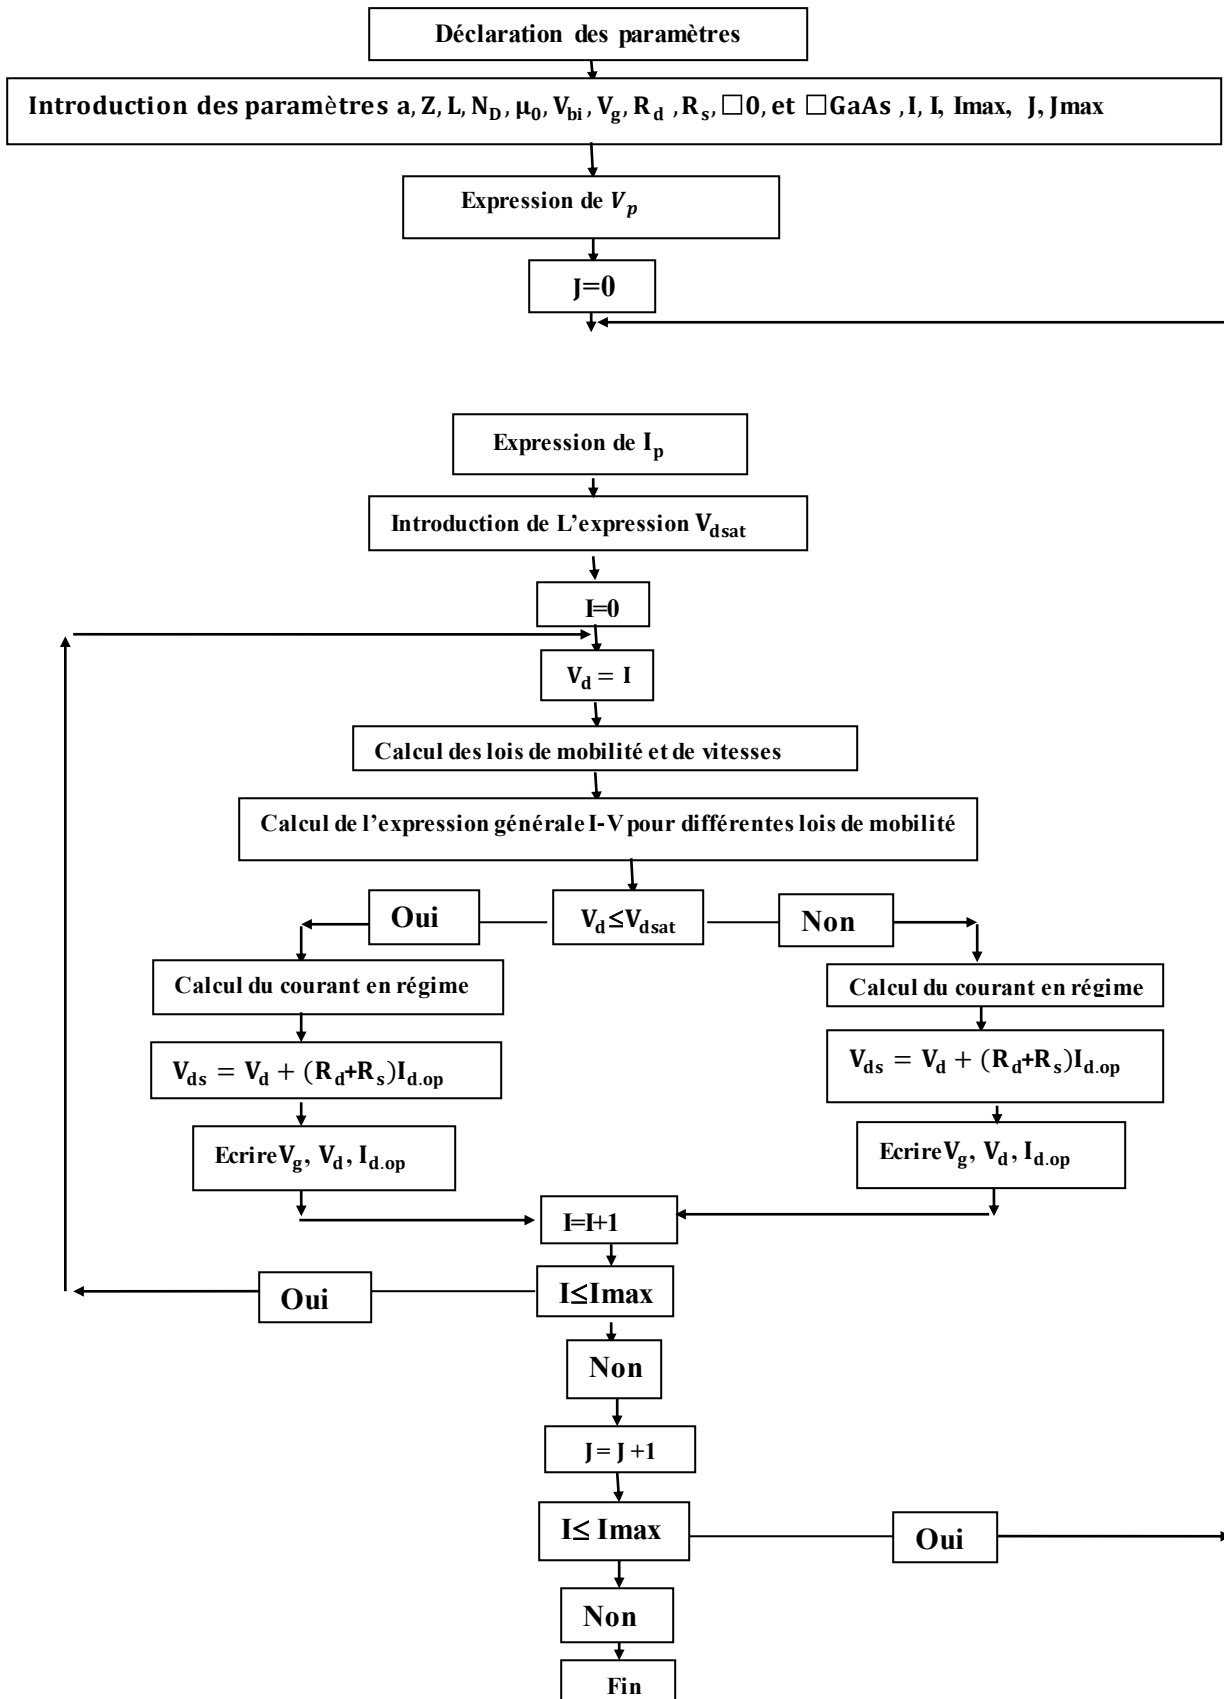 Déclaration des paramètres
Introduction des paramètres a, Z, L, N_D, μ_0, V_bi, V_g, R_d , R_s, □0, et □GaAs , I, I, Imax, J, Jmax
Expression de V_p
J=0
Expression de I_p
Introduction de L’expression V_dsat
I=0
V_d = I
Calcul des lois de mobilité et de vitesses
Calcul de l’expression générale I-V pour différentes lois de mobilité
Oui
V_d≤V_dsat
Non
Calcul du courant en régime
Calcul du courant en régime
V_ds = V_d + (R_d+R_s)I_d.op
V_ds = V_d + (R_d+R_s)I_d.op
Ecrire V_g, V_d, I_d.op
Ecrire V_g, V_d, I_d.op
I=I+1
Oui
I≤Imax
Non
J = J +1
I≤ Imax
Oui
Non
Fin